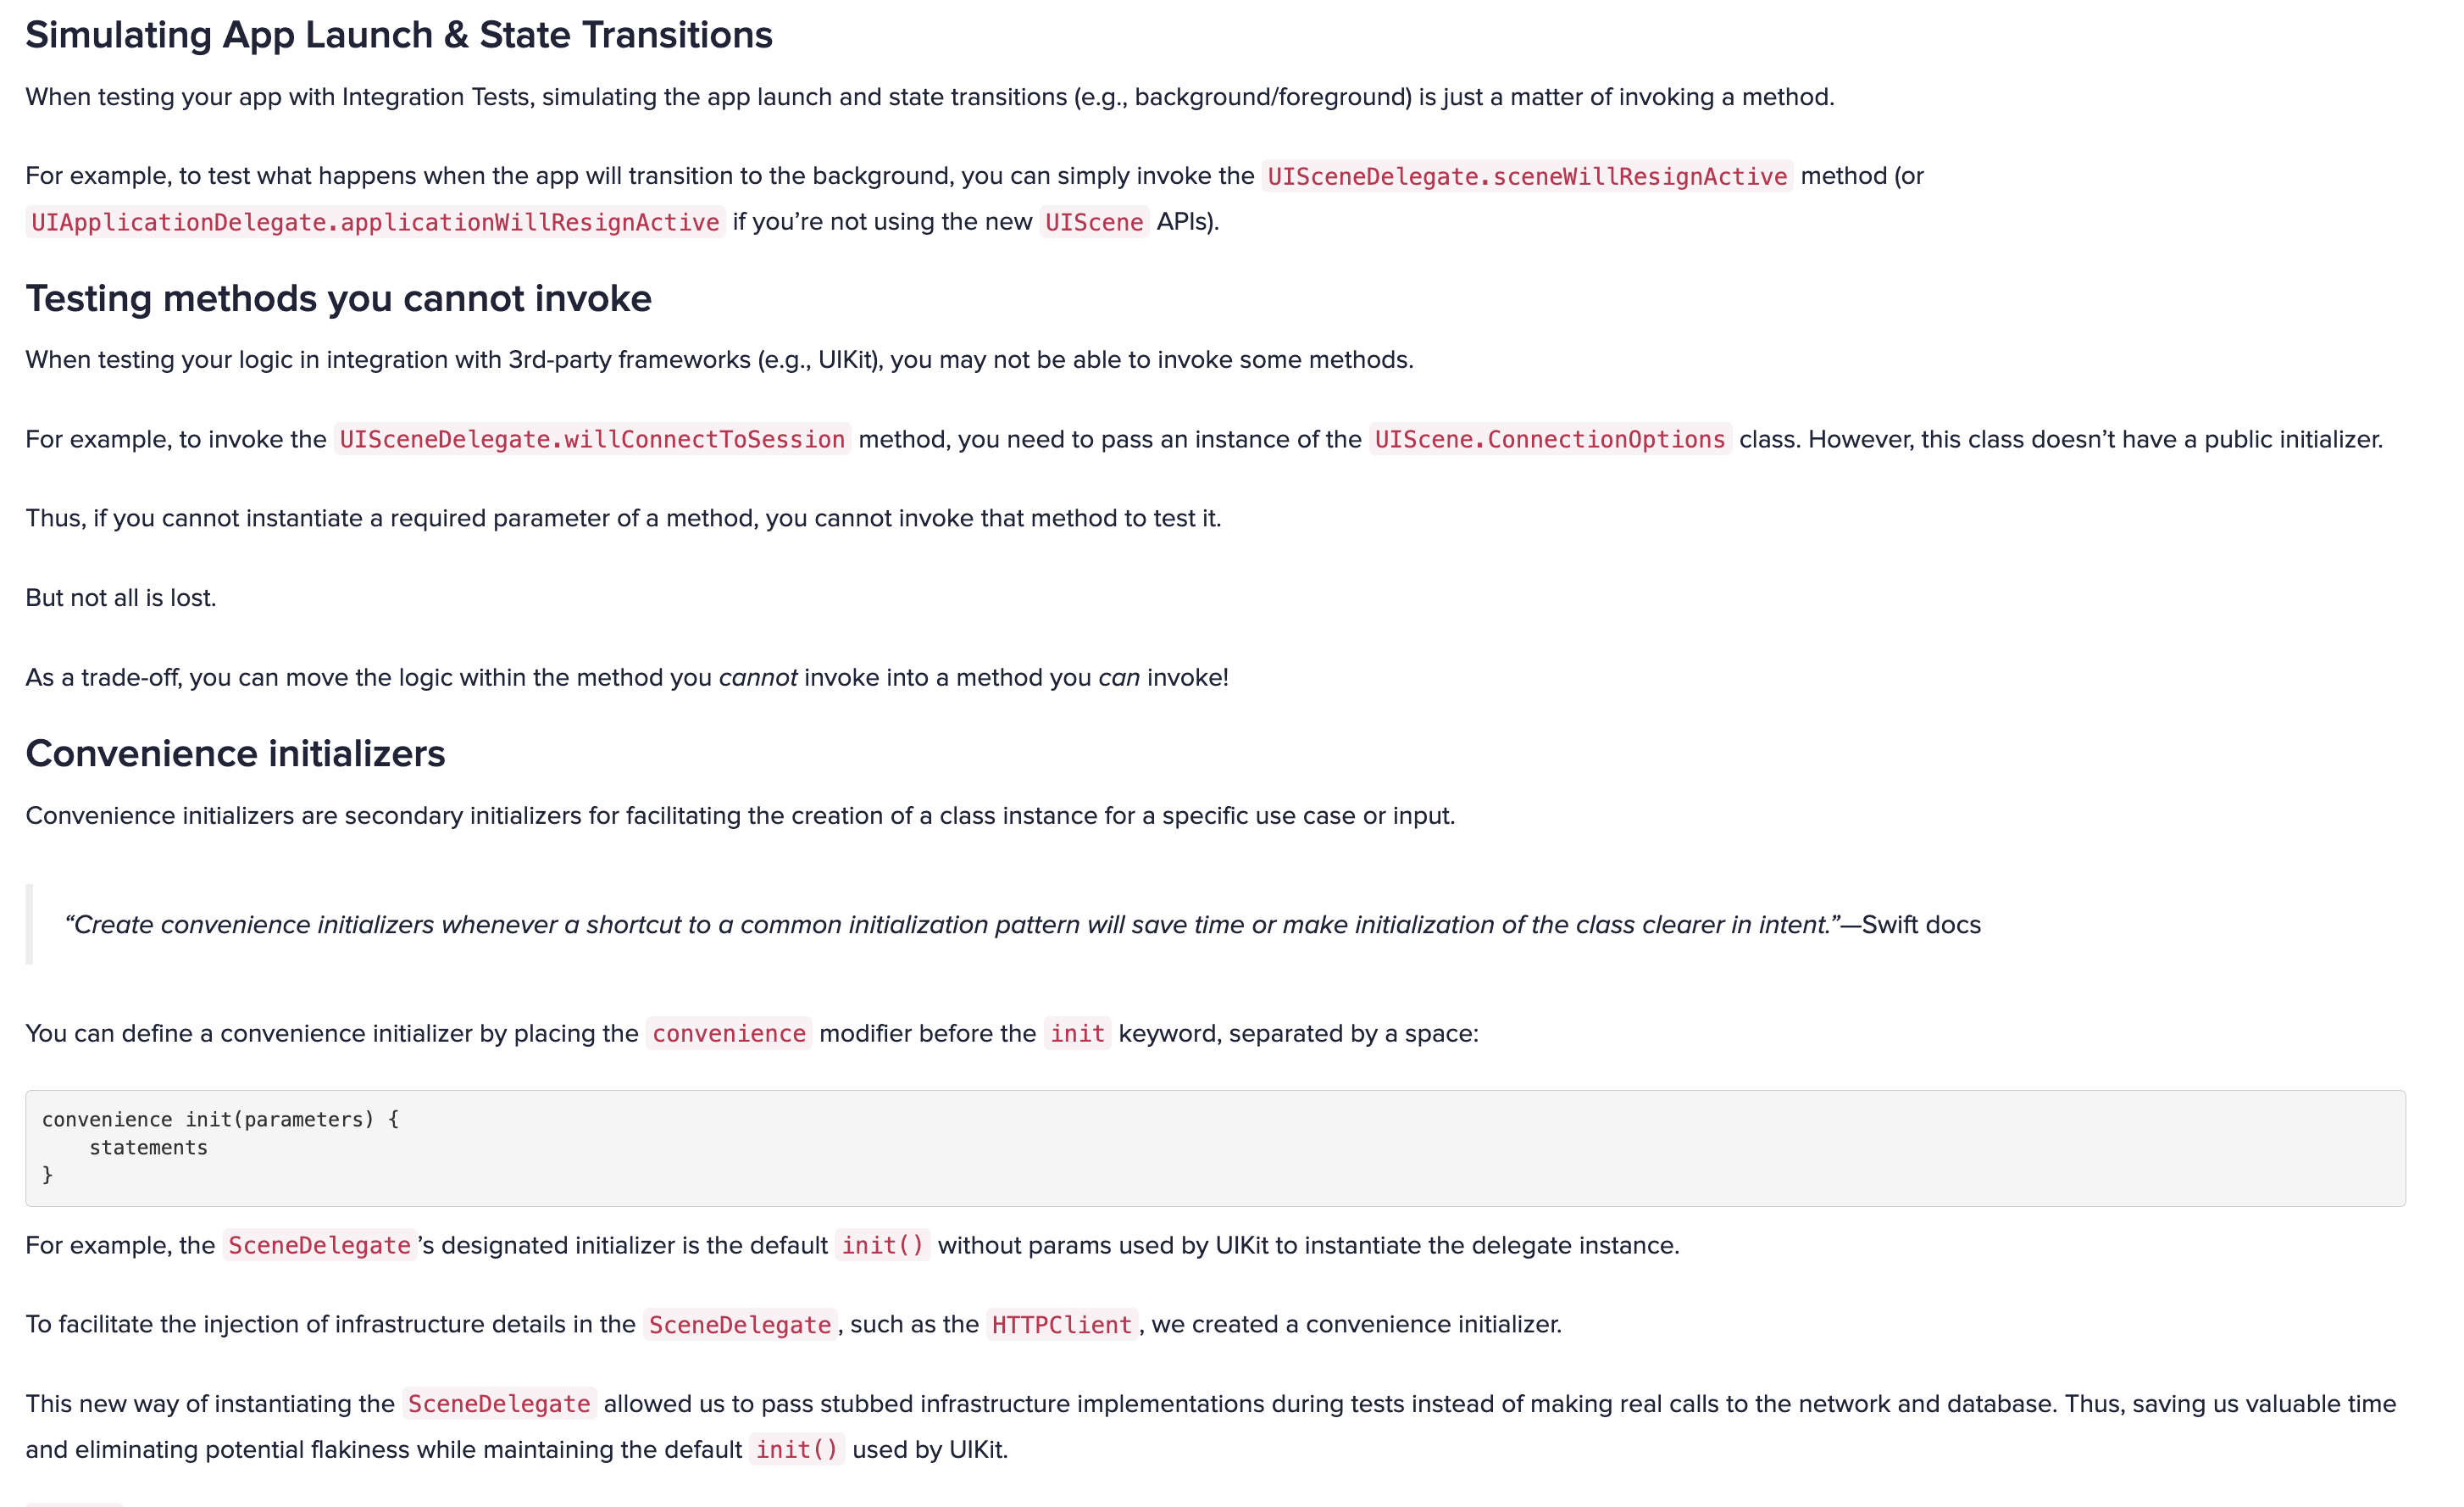 Simulating App Launch & State Transitions
When testing your app with Integration Tests, simulating the app launch and state transitions (e.g., background/foreground) is just a matter of invoking a method.
For example, to test what happens when the app will transition to the background, you can simply invoke the UISceneDelegate.sceneWillResignActive method (or
UIApplicationDelegate.applicationWillResignActive if you’re not using the new UIScene APIs).
Testing methods you cannot invoke
When testing your logic in integration with 3rd-party frameworks (e.g., UIKit), you may not be able to invoke some methods.
For example, to invoke the UISceneDelegate.willConnectToSession method, you need to pass an instance of the UIScene.ConnectionOptions class. However, this class doesn’t have a public initializer.
Thus, if you cannot instantiate a required parameter of a method, you cannot invoke that method to test it.
But not all is lost.
As a trade-off, you can move the logic within the method you cannot invoke into a method you can invoke!
Convenience initializers
Convenience initializers are secondary initializers for facilitating the creation of a class instance for a specific use case or input.
“Create convenience initializers whenever a shortcut to a common initialization pattern will save time or make initialization of the class clearer in intent.”—Swift docs
You can define a convenience initializer by placing the convenience modifier before the init keyword, separated by a space:
convenience init(parameters) {
    statements
}
For example, the SceneDelegate’s designated initializer is the default init() without params used by UIKit to instantiate the delegate instance.
To facilitate the injection of infrastructure details in the SceneDelegate, such as the HTTPClient, we created a convenience initializer.
This new way of instantiating the SceneDelegate allowed us to pass stubbed infrastructure implementations during tests instead of making real calls to the network and database. Thus, saving us valuable time
and eliminating potential flakiness while maintaining the default init() used by UIKit.